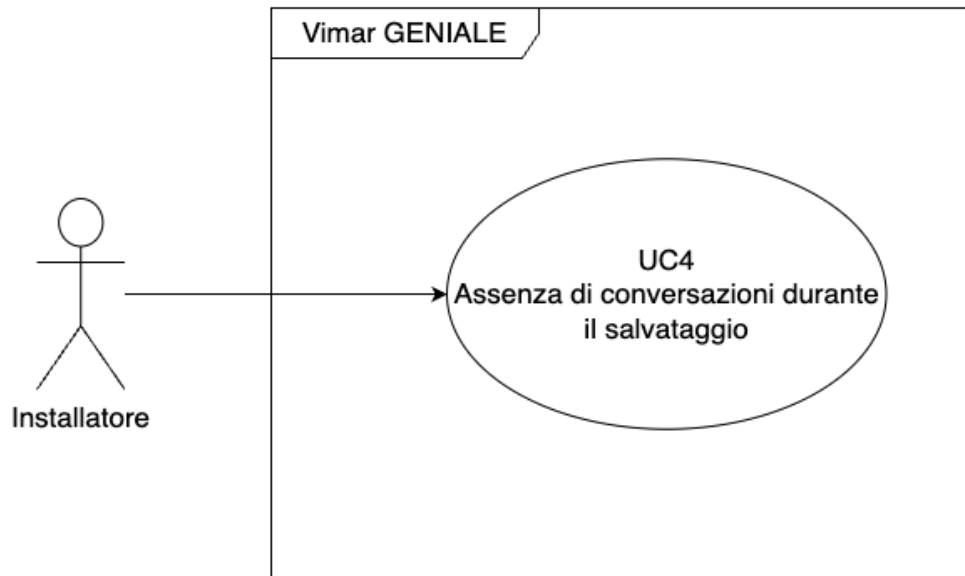 Vimar GENIALE
UC4
Assenza di conversazioni durante
il salvataggio
Installatore